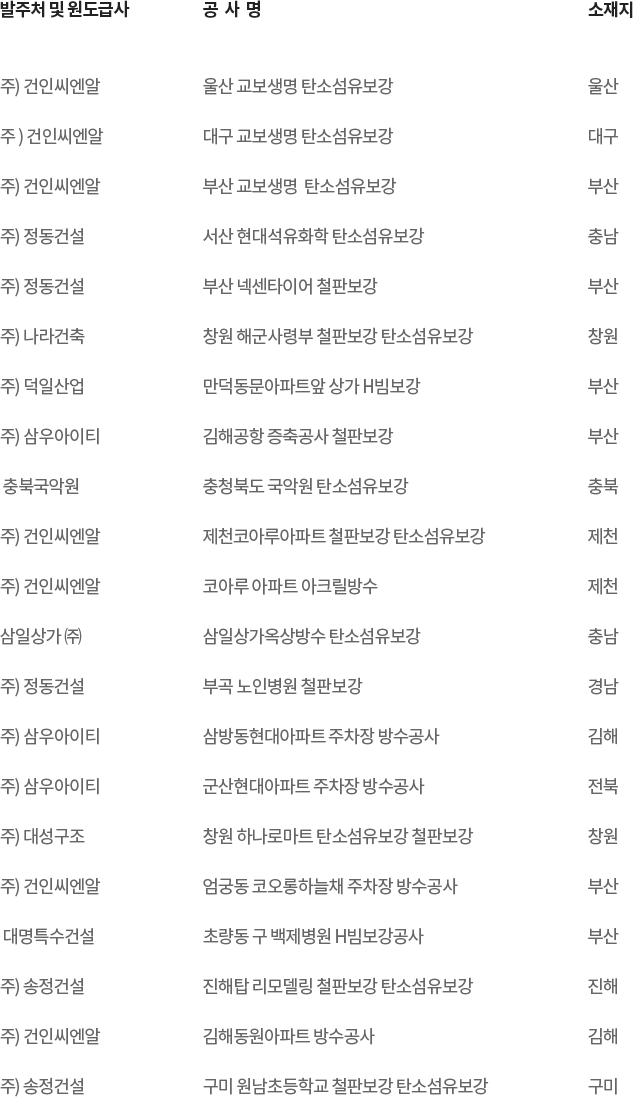 발주처 및 원도급사 공 사 명 소재지
주) 건인씨엔알 울산 교보생명 탄소섬유보강 울산
주 ) 건인씨엔알 대구 교보생명 탄소섬유보강 대구
주) 건인씨엔알 부산 교보생명 탄소섬유보강 부산
주) 정동건설 서산 현대석유화학 탄소섬유보강 충남
주) 정동건설 부산 넥센타이어 철판보강 부산
주) 나라건축 창원 해군사령부 철판보강 탄소섬유보강 창원
주) 덕일산업 만덕동문아파트앞 상가 H빔보강 부산
주) 삼우아이티 김해공항 증축공사 철판보강 부산
충북국악원 충청북도 국악원 탄소섬유보강 충북
주) 건인씨엔알 제천코아루아파트 철판보강 탄소섬유보강 제천
주) 건인씨엔알 코아루 아파트 아크릴방수 제천
삼일상가 ㈜ 삼일상가옥상방수 탄소섬유보강 충남
주) 정동건설 부곡 노인병원 철판보강 경남
주) 삼우아이티 삼방동현대아파트 주차장 방수공사 김해
주) 삼우아이티 군산현대아파트 주차장 방수공사 전북
주) 대성구조 창원 하나로마트 탄소섬유보강 철판보강 창원
주) 건인씨엔알 엄궁동 코오롱하늘채 주차장 방수공사 부산
대명특수건설 초량동 구 백제병원 H빔보강공사 부산
주) 송정건설 진해탑 리모델링 철판보강 탄소섬유보강 진해
주) 건인씨엔알 김해동원아파트 방수공사 김해
주) 송정건설 구미 원남초등학교 철판보강 탄소섬유보강 구미